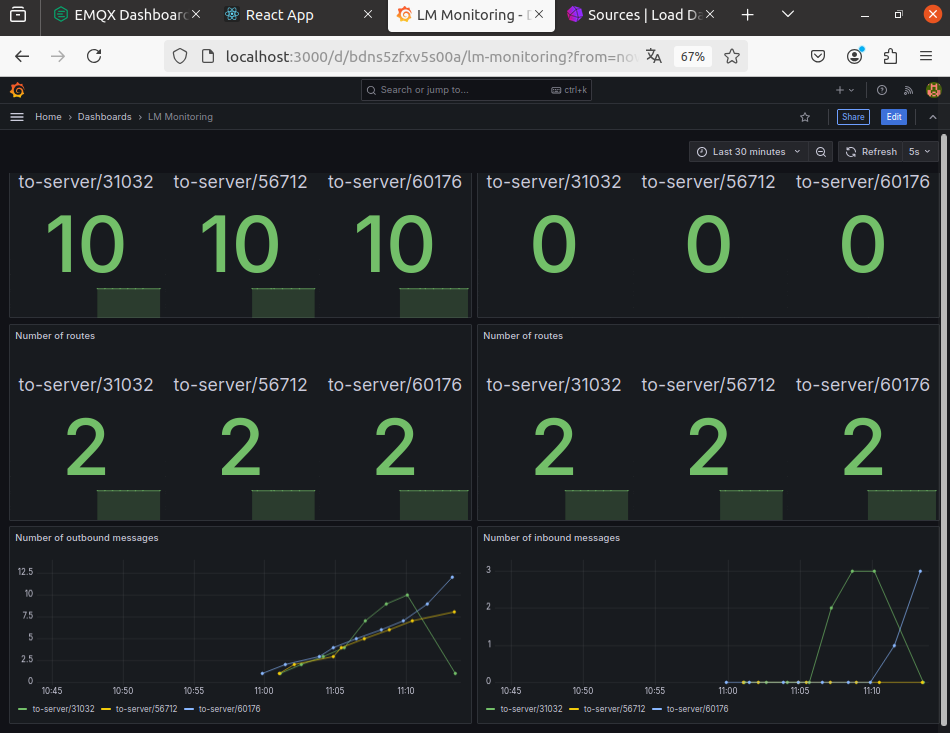 EMQX Dashboard
React App
LM Monitoring - D
Sources | Load Da
localhost:3000/d/bdns5zfxv5s00a/lm-monitoring?from=nov
67%
Search or jump to...
ctrl+k
Home › Dashboards › LM Monitoring
Share
Edit
Last 30 minutes
Refresh
5s
to-server/31032 to-server/56712 to-server/60176
10 10 10
to-server/31032 to-server/56712 to-server/60176
0 0 0
Number of routes
to-server/31032 to-server/56712 to-server/60176
2 2 2
Number of routes
to-server/31032 to-server/56712 to-server/60176
2 2 2
Number of outbound messages
12.5
10
7.5
5
2.5
0
10:45 10:50 10:55 11:00 11:05 11:10
to-server/31032 to-server/56712 to-server/60176
Number of inbound messages
3
2
1
0
10:45 10:50 10:55 11:00 11:05 11:10
to-server/31032 to-server/56712 to-server/60176